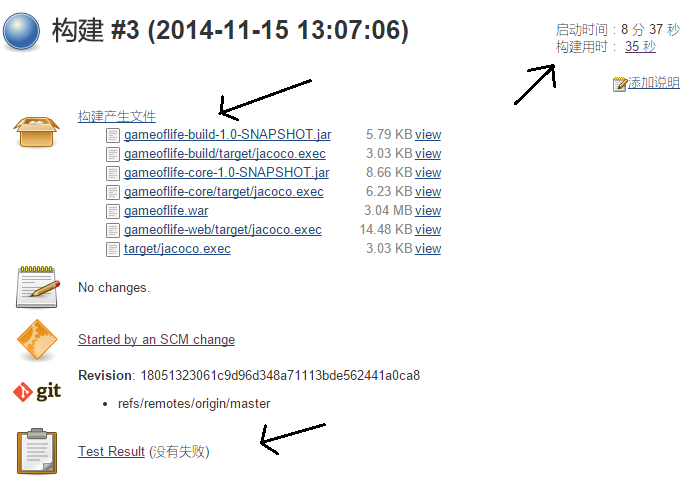 构建 #3 (2014-11-15 13:07:06)
启动时间 : 8 分 37 秒
构建用时 : 35 秒
添加说明
构建产生文件
gameoflife-build-1.0-SNAPSHOT.jar 5.79 KB view
gameoflife-build/target/jacoco.exec 3.03 KB view
gameoflife-core-1.0-SNAPSHOT.jar 8.66 KB view
gameoflife-core/target/jacoco.exec 6.23 KB view
gameoflife.war 3.04 MB view
gameoflife-web/target/jacoco.exec 14.48 KB view
target/jacoco.exec 3.03 KB view
No changes.
Started by an SCM change
Revision: 18051323061c9d96d348a71113bde562441a0ca8
git
• refs/remotes/origin/master
Test Result (没有失败)